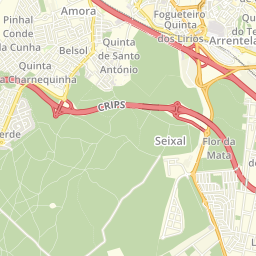 Pinhal
Conde
da Cunha
Amora
Belsol
Quinta
de Santo
António
Fogueteiro
Quinta
dos Lírios
Arrentela
Quinta
Charnequinha
CRIPS
Seixal
Flor da
Mata